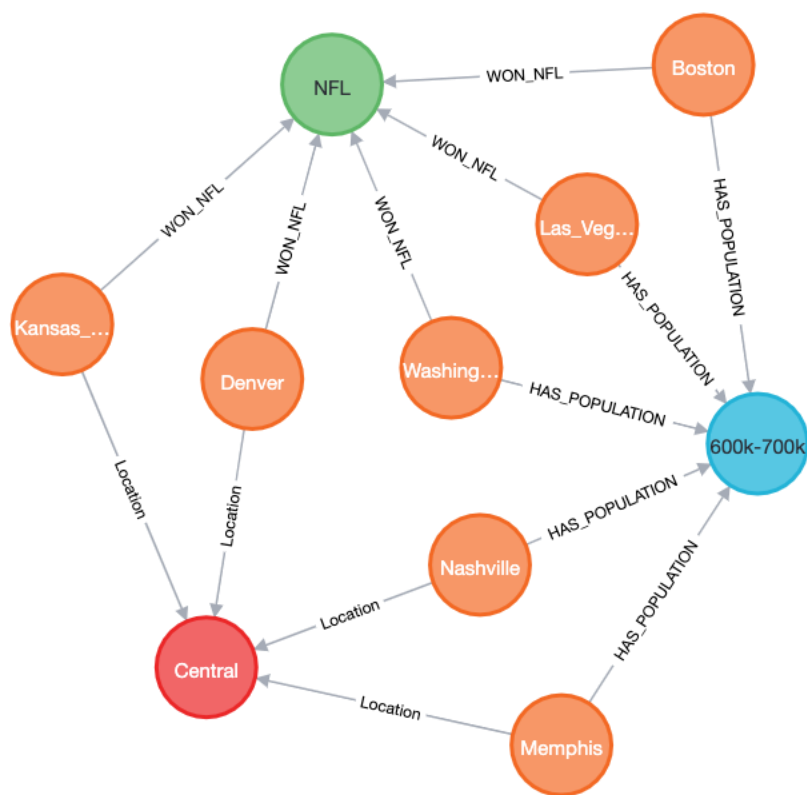 NFL
WON_NFL
Boston
WON_NFL
WON_NFL
HAS_POPULATION
WON_NFL
WON_NFL
Las_Veg...
HAS_POPULATION
Kansas_...
Denver
Washing...
HAS_POPULATION
600k-700k
Location
Location
HAS_POPULATION
Nashville
Location
HAS_POPULATION
Central
Location
Memphis